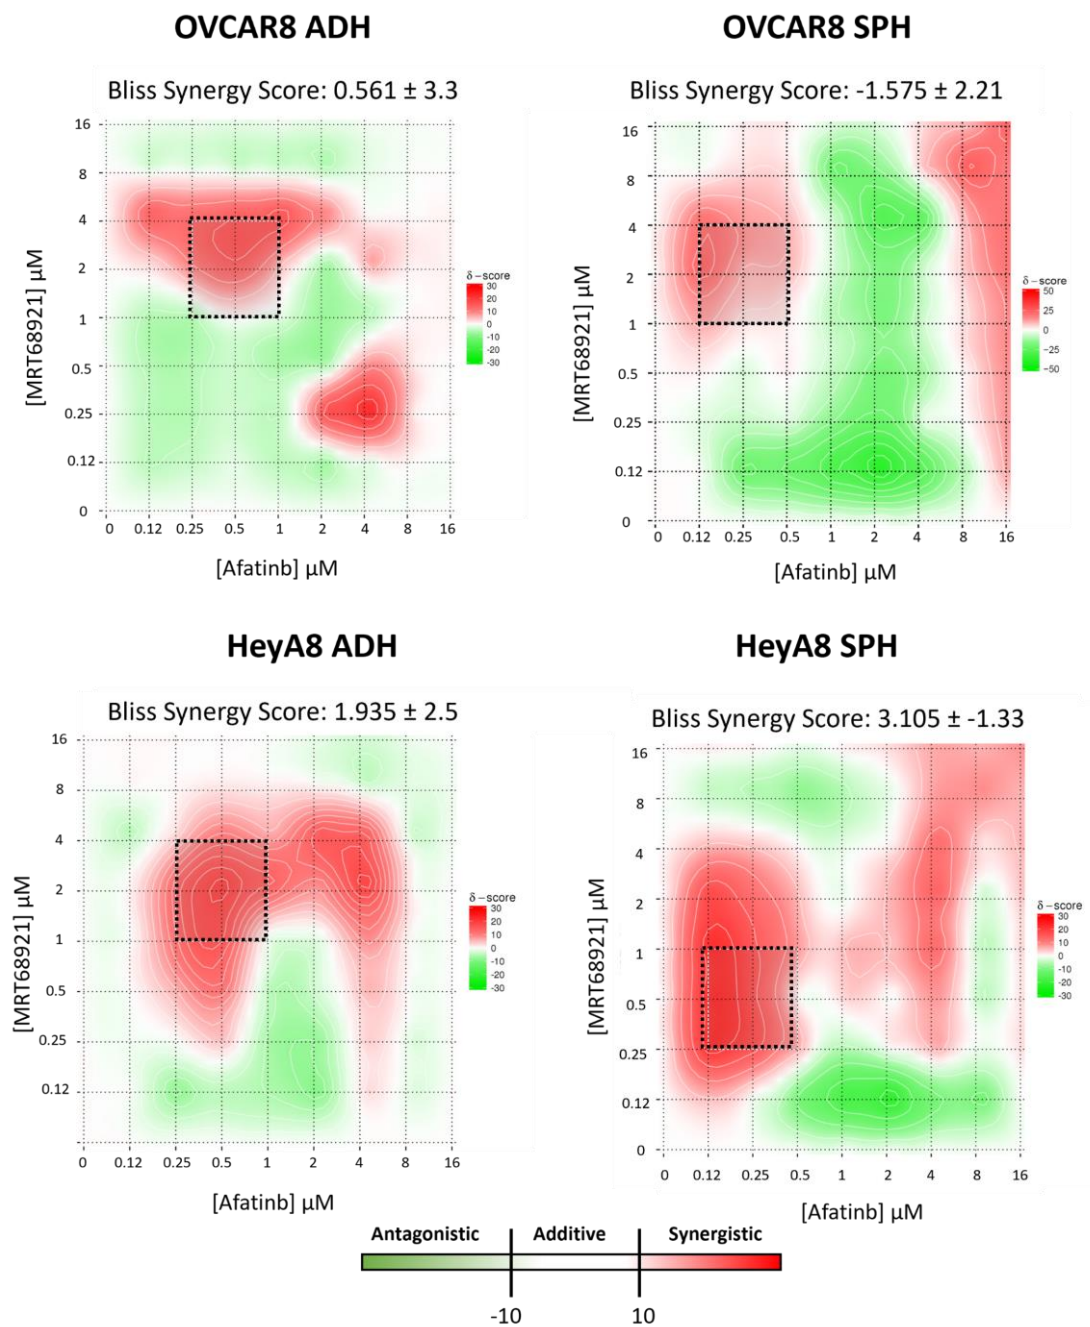 OVCAR8 ADH
Bliss Synergy Score: 0.561 ± 3.3
[MRT68921] µM
16
8
4
2
1
0.5
0.25
0.12
0
0 0.12 0.25 0.5 1 2 4 8 16
[Afatinb] µM
δ-score
30
20
10
0
-10
-20
-30
OVCAR8 SPH
Bliss Synergy Score: -1.575 ± 2.21
[MRT68921] µM
16
8
4
2
1
0.5
0.25
0.12
0
0 0.12 0.25 0.5 1 2 4 8 16
[Afatinb] µM
δ-score
50
25
0
-25
-50
HeyA8 ADH
Bliss Synergy Score: 1.935 ± 2.5
[MRT68921] µM
16
8
4
2
1
0.5
0.25
0.12
0 0.12 0.25 0.5 1 2 4 8 16
[Afatinb] µM
δ-score
30
20
10
0
-10
-20
-30
HeyA8 SPH
Bliss Synergy Score: 3.105 ± -1.33
[MRT68921] µM
16
8
4
2
1
0.5
0.25
0.12
0
0 0.12 0.25 0.5 1 2 4 8 16
[Afatinb] µM
δ-score
30
20
10
0
-10
-20
-30
Antagonistic Additive Synergistic
-10 10